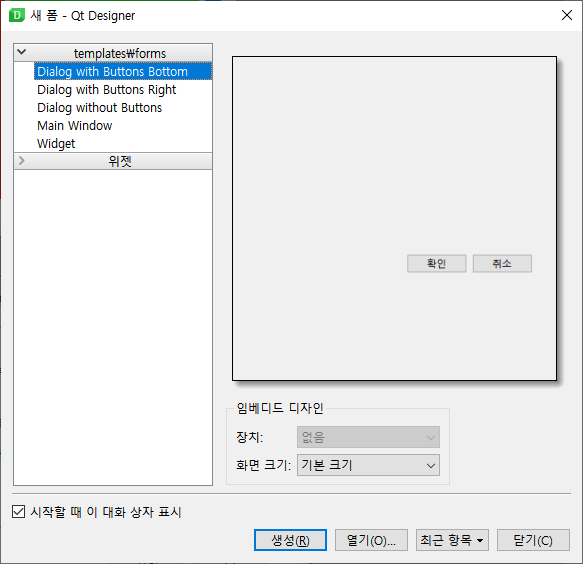 새 폼 - Qt Designer
templates₩forms
Dialog with Buttons Bottom
Dialog with Buttons Right
Dialog without Buttons
Main Window
Widget
위젯
확인 취소
임베디드 디자인
장치: 없음
화면 크기: 기본 크기
시작할 때 이 대화 상자 표시
생성(R) 열기(O)... 최근 항목 닫기(C)